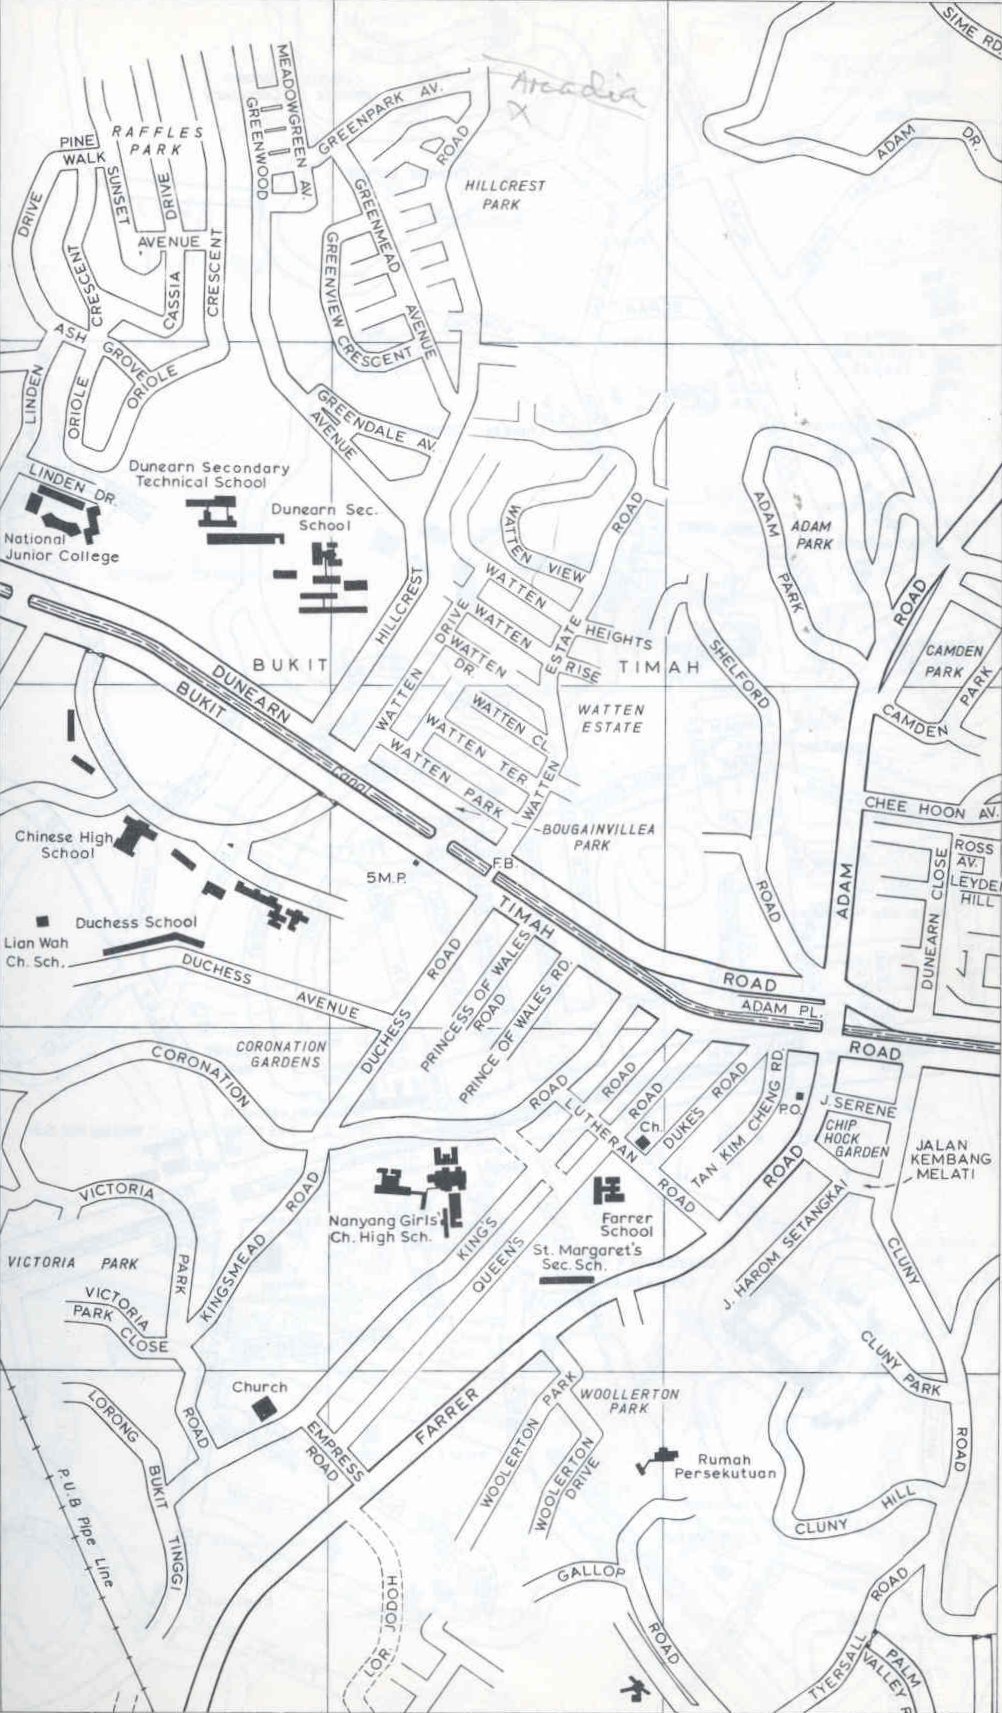 SIME RD.
Arcadia
X
MEADOWGREEN AV.
GREENWOOD
AVENUE
GREENPARK AV.
ROAD
RAFFLES
PARK
PINE
WALK
SUNSET
DRIVE
AVENUE
DRIVE
CRESCENT
CASSIA
CRESCENT
ADAM
DR.
HILLCREST
PARK
GREENMEAD
AVENUE
GREENVIEW CRESCENT
ASH
GROVE
ORIOLE
ORIOLE
LINDEN
GREENDALE AV.
LINDEN DR.
Dunearn Secondary
Technical School
Dunearn Sec.
School
National
Junior College
WATTEN
VIEW
ROAD
ADAM
PARK
ADAM
PARK
ROAD
HILLCREST
WATTEN
DRIVE
WATTEN
HEIGHTS
WATTEN
RISE
WATTEN
DR
ESTATE
BUKIT
TIMAH
SHELFORD
CAMDEN
PARK
PARK
CAMDEN
DUNEARN
BUKIT
WATTEN
WATTEN CL.
WATTEN TER
WATTEN PARK
WATTEN
WATTEN
ESTATE
Canal
CHEE HOON AV.
BOUGAINVILLEA
PARK
Chinese High
School
5M.P.
F.B.
ADAM
ROSS
AV.
LEYDEN
HILL
DUNEARN CLOSE
Duchess School
Lian Wah
Ch. Sch.
DUCHESS
AVENUE
TIMAH
ROAD
ROAD
ADAM PL.
ROAD
DUCHESS
ROAD
PRINCESS OF WALES
ROAD
PRINCE OF WALES RD.
CORONATION
GARDENS
CORONATION
ROAD
ROAD
ROAD
LUTHERAN
ROAD
Ch.
DUKE'S ROAD
TAN KIM CHENG RD.
P.O.
J. SERENE
CHIP
HOCK
GARDEN
JALAN
KEMBANG
MELATI
ROAD
VICTORIA
PARK
Nanyang Girls'
Ch. High Sch.
Farrer
School
KING'S
QUEEN'S
St. Margaret's
Sec. Sch.
J. HAROM SETANGKAI
CLUNY
KINGSMEAD ROAD
VICTORIA PARK
VICTORIA
PARK CLOSE
CLUNY PARK
ROAD
Church
LORONG
BUKIT
TINGGI
ROAD
EMPRESS
ROAD
FARRER
WOOLLERTON
PARK
WOOLERTON PARK
WOOLERTON
DRIVE
Rumah
Persekutuan
P.U.B Pipe Line
CLUNY
HILL
GALLOP
ROAD
LOR.
JODOH
TYERSALL
ROAD
PALM
VALLEY R